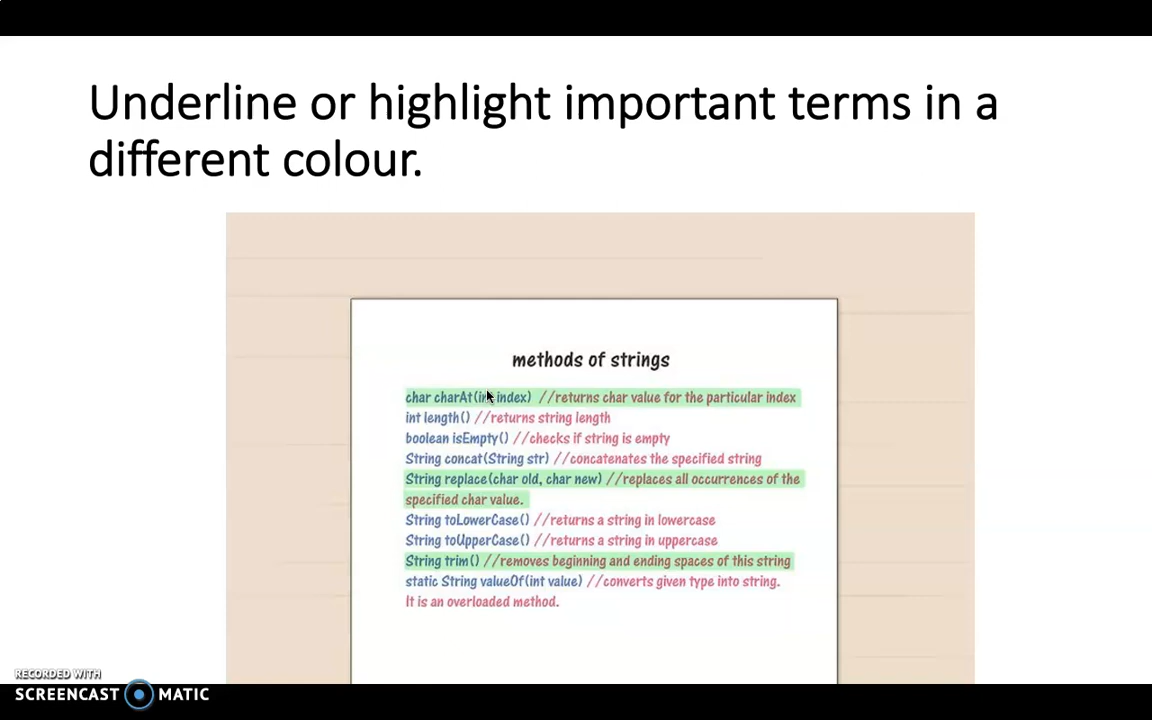 Underline or highlight important terms in a
different colour.
methods of strings
char charAt(int index) //returns char value for the particular index
int length() //returns string length
boolean isEmpty() //checks if string is empty
String concat(String str) //concatenates the specified string
String replace(char old, char new) //replaces all occurrences of the
specified char value.
String toLowerCase() //returns a string in lowercase
String toUpperCase() //returns a string in uppercase
String trim() //removes beginning and ending spaces of this string
static String valueOf(int value) //converts given type into string.
It is an overloaded method.
RECORDED WITH
SCREENCAST MATIC